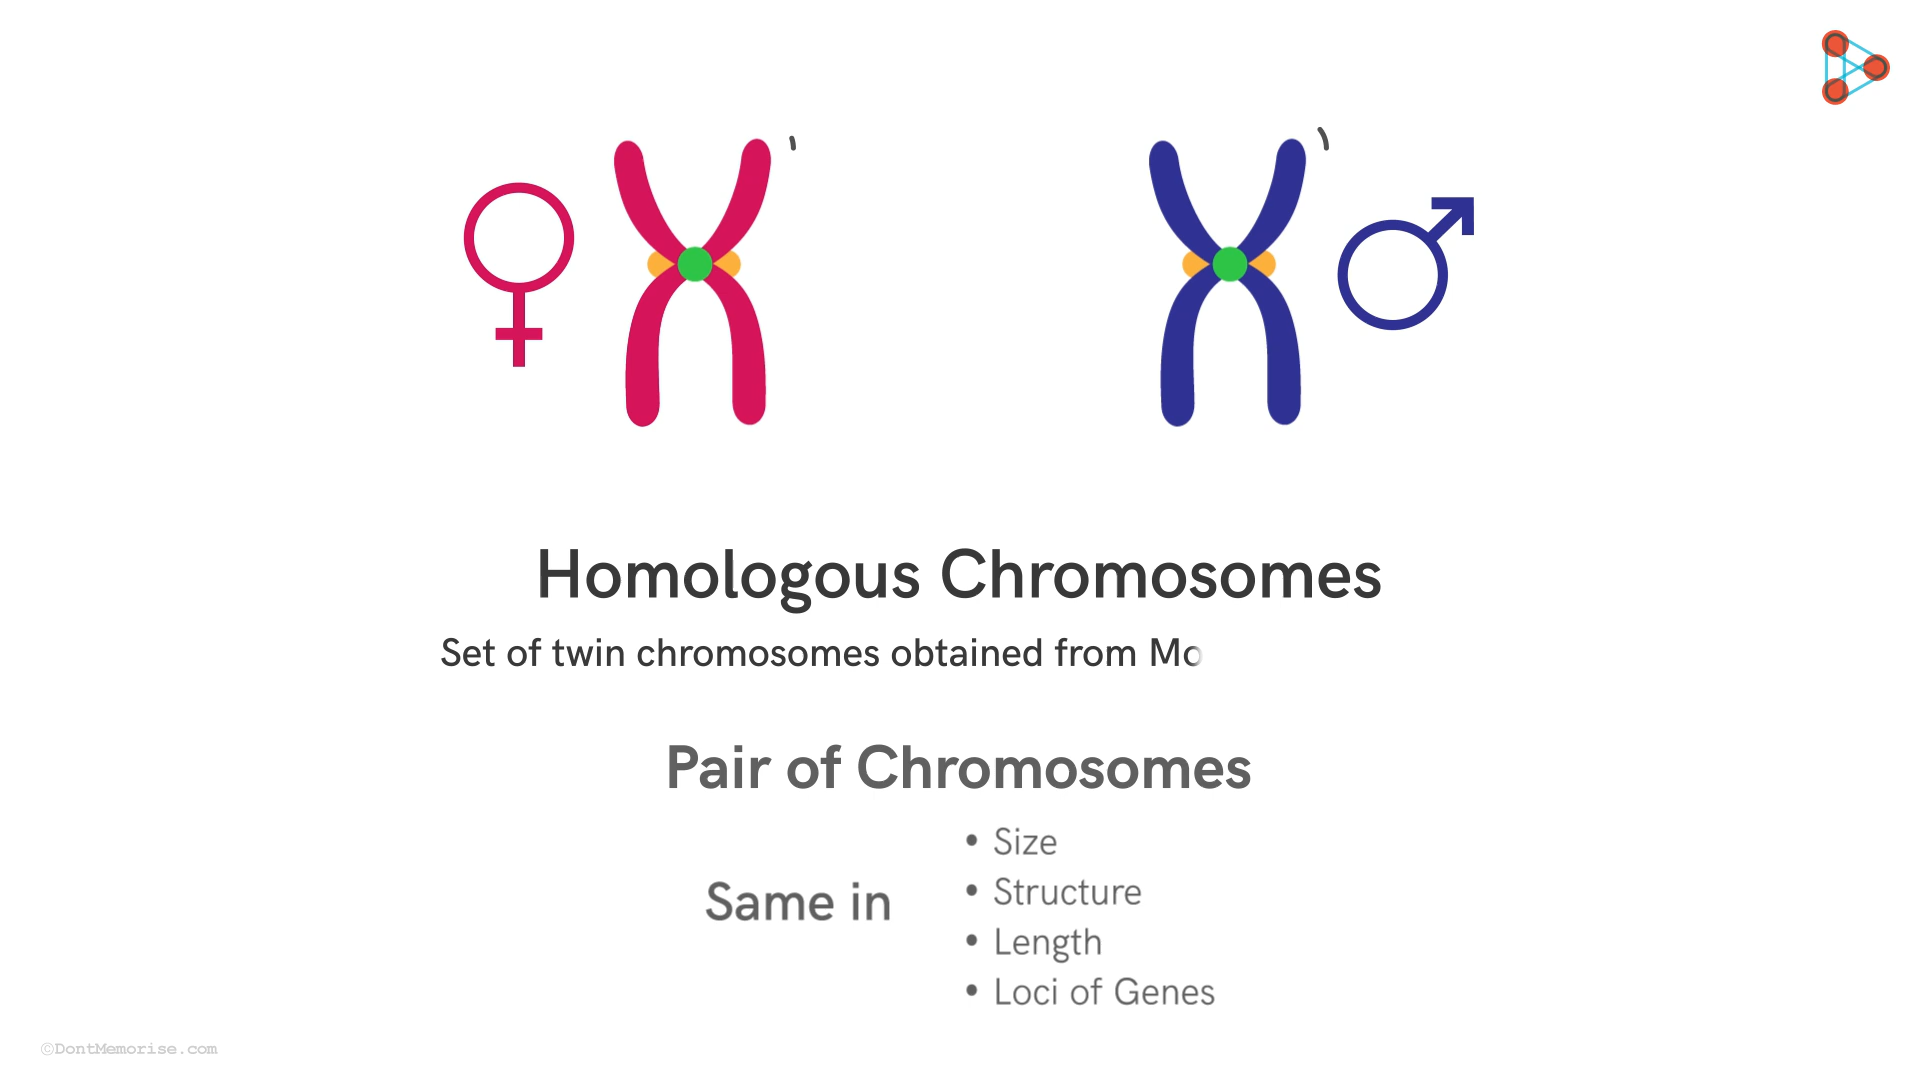 Homologous Chromosomes
Set of twin chromosomes obtained from
Pair of Chromosomes
Same in
• Size
• Structure
• Length
• Loci of Genes
©DontMemorise.com